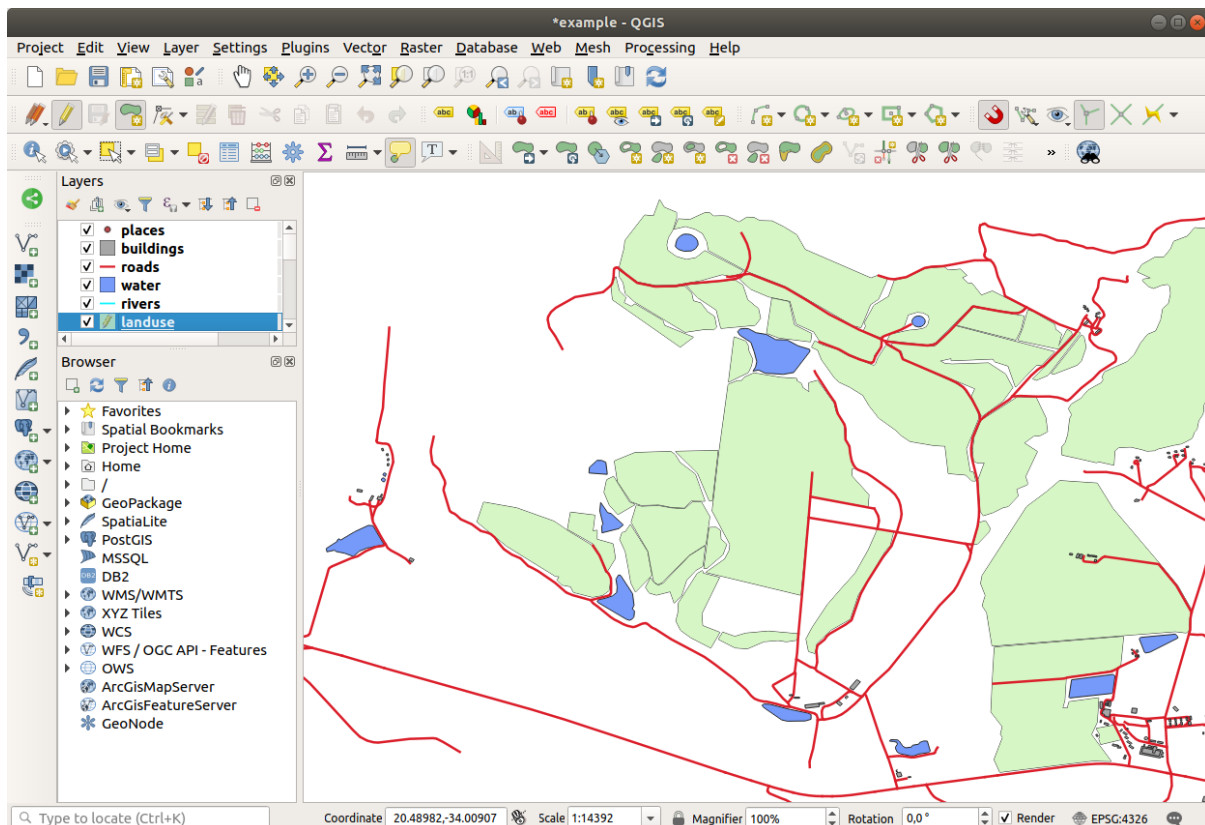 *example - QGIS
Project Edit View Layer Settings Plugins Vector Raster Database Web Mesh Processing Help
Layers
places
buildings
roads
water
rivers
landuse
Browser
Favorites
Spatial Bookmarks
Project Home
Home
/
GeoPackage
SpatiaLite
PostGIS
MSSQL
DB2
WMS/WMTS
XYZ Tiles
WCS
WFS / OGC API - Features
OWS
ArcGisMapServer
ArcGisFeatureServer
GeoNode
Type to locate (Ctrl+K) Coordinate 20.48982,-34.00907 Scale 1:14392 Magnifier 100% Rotation 0,0 ° Render EPSG:4326